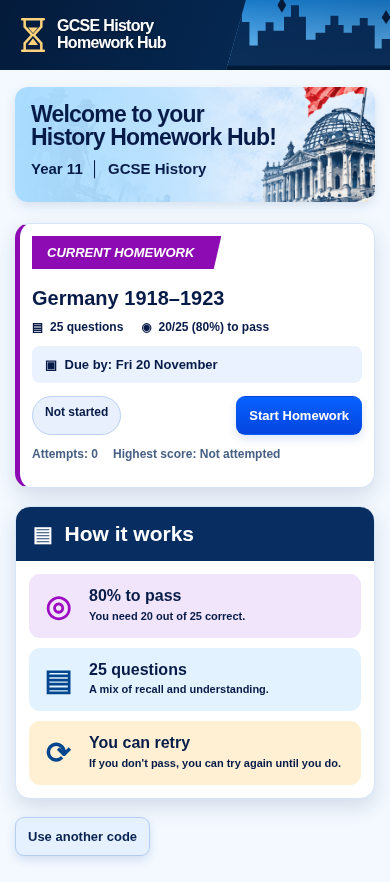 GCSE History
Homework Hub
Welcome to your
History Homework Hub!
Year 11 | GCSE History
CURRENT HOMEWORK
Germany 1918–1923
25 questions 20/25 (80%) to pass
Due by: Fri 20 November
Not started Start Homework
Attempts: 0 Highest score: Not attempted
How it works
80% to pass
You need 20 out of 25 correct.
25 questions
A mix of recall and understanding.
You can retry
If you don't pass, you can try again until you do.
Use another code